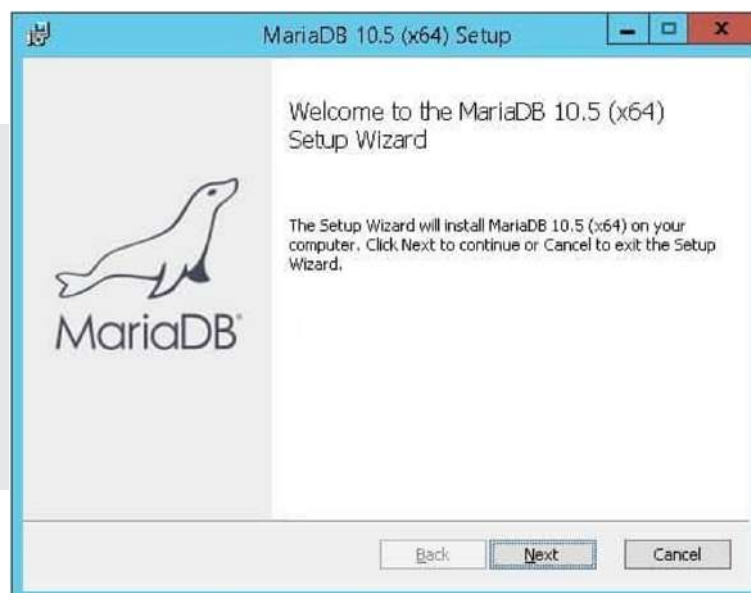 MariaDB 10.5 (x64) Setup
Welcome to the MariaDB 10.5 (x64)
Setup Wizard
The Setup Wizard will install MariaDB 10.5 (x64) on your
computer. Click Next to continue or Cancel to exit the Setup
Wizard.
MariaDB®
Back
Next
Cancel